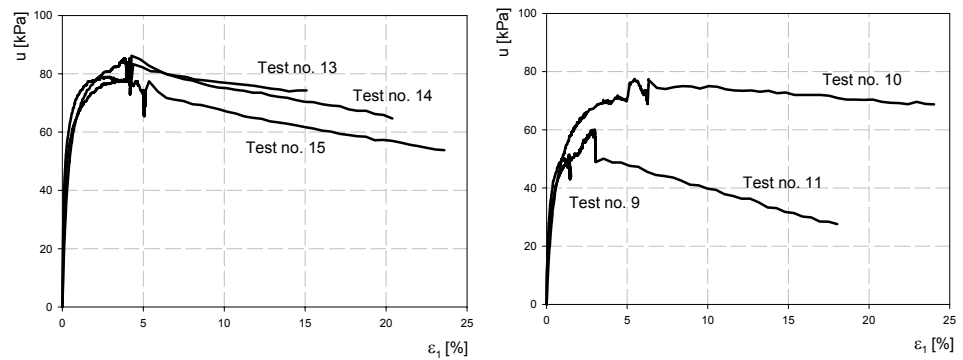 u [kPa]
100
80
60
40
20
0
0 5 10 15 20 25
ε1 [%]
Test no. 13
Test no. 14
Test no. 15
u [kPa]
100
80
60
40
20
0
0 5 10 15 20 25
ε1 [%]
Test no. 10
Test no. 11
Test no. 9